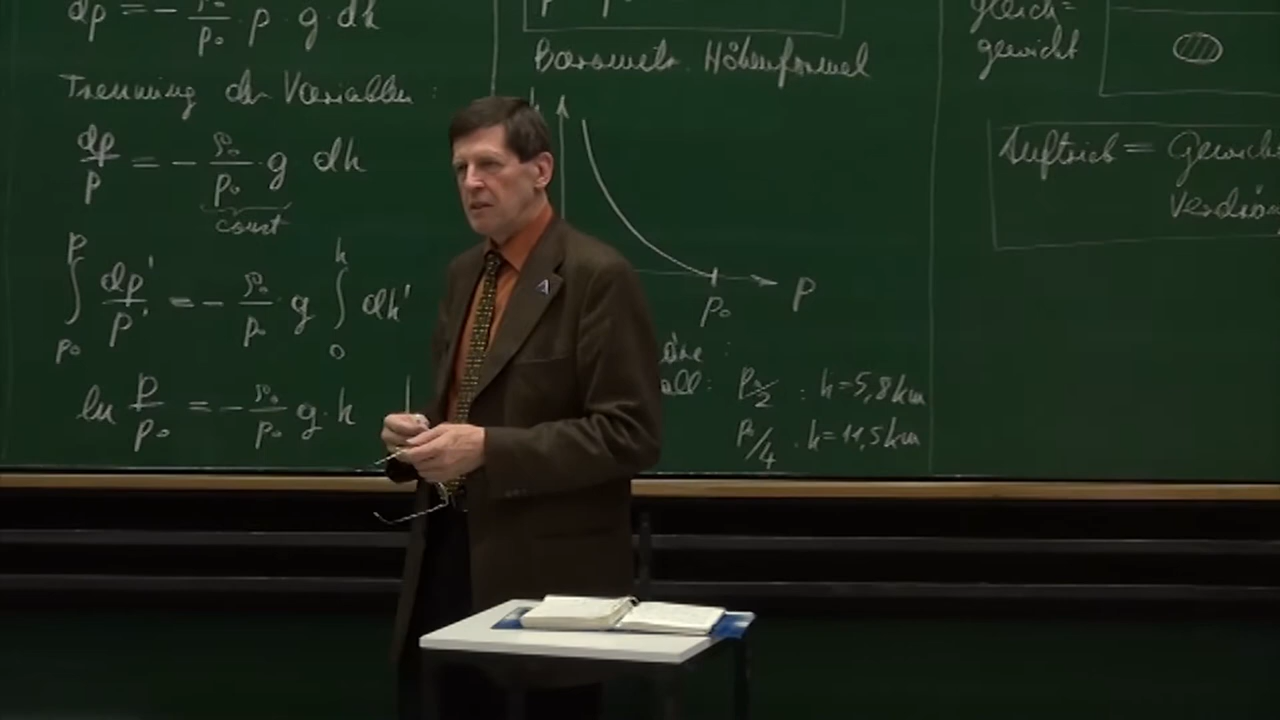 dp = - ρ₀/p₀ · p · g · dh
Trennung der Variablen :
dp/p = - ρ₀/p₀ · g dh
const
∫ p₀ p dp'/p' = - ρ₀/p₀ g ∫ 0 h dh'
ln p/p₀ = - ρ₀/p₀ g · h
Barometr. Höhenformel
p
p₀
p₀/2 : h = 5,8 km
p₀/4 : h = 11,5 km
gleich=
gewicht
Auftrieb =